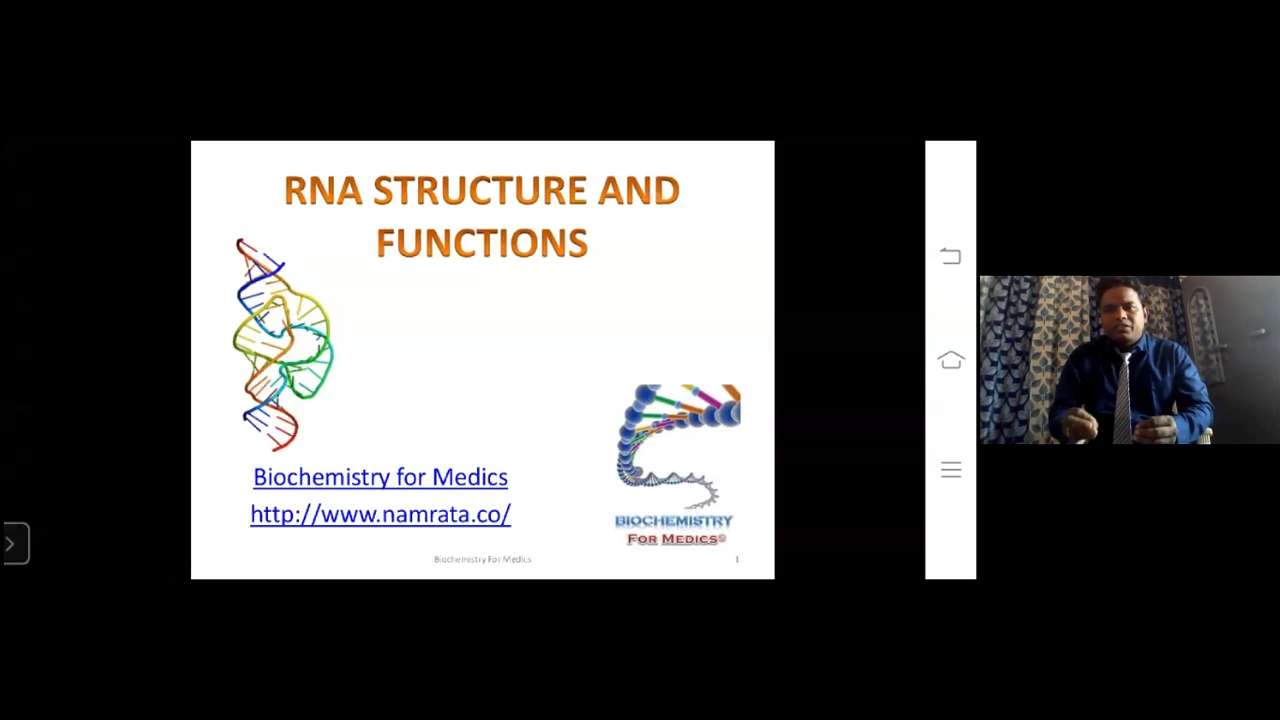 RNA STRUCTURE AND
FUNCTIONS
Biochemistry for Medics
http://www.namrata.co/
BIOCHEMISTRY
FOR MEDICS©
Biochemistry For Medics
1